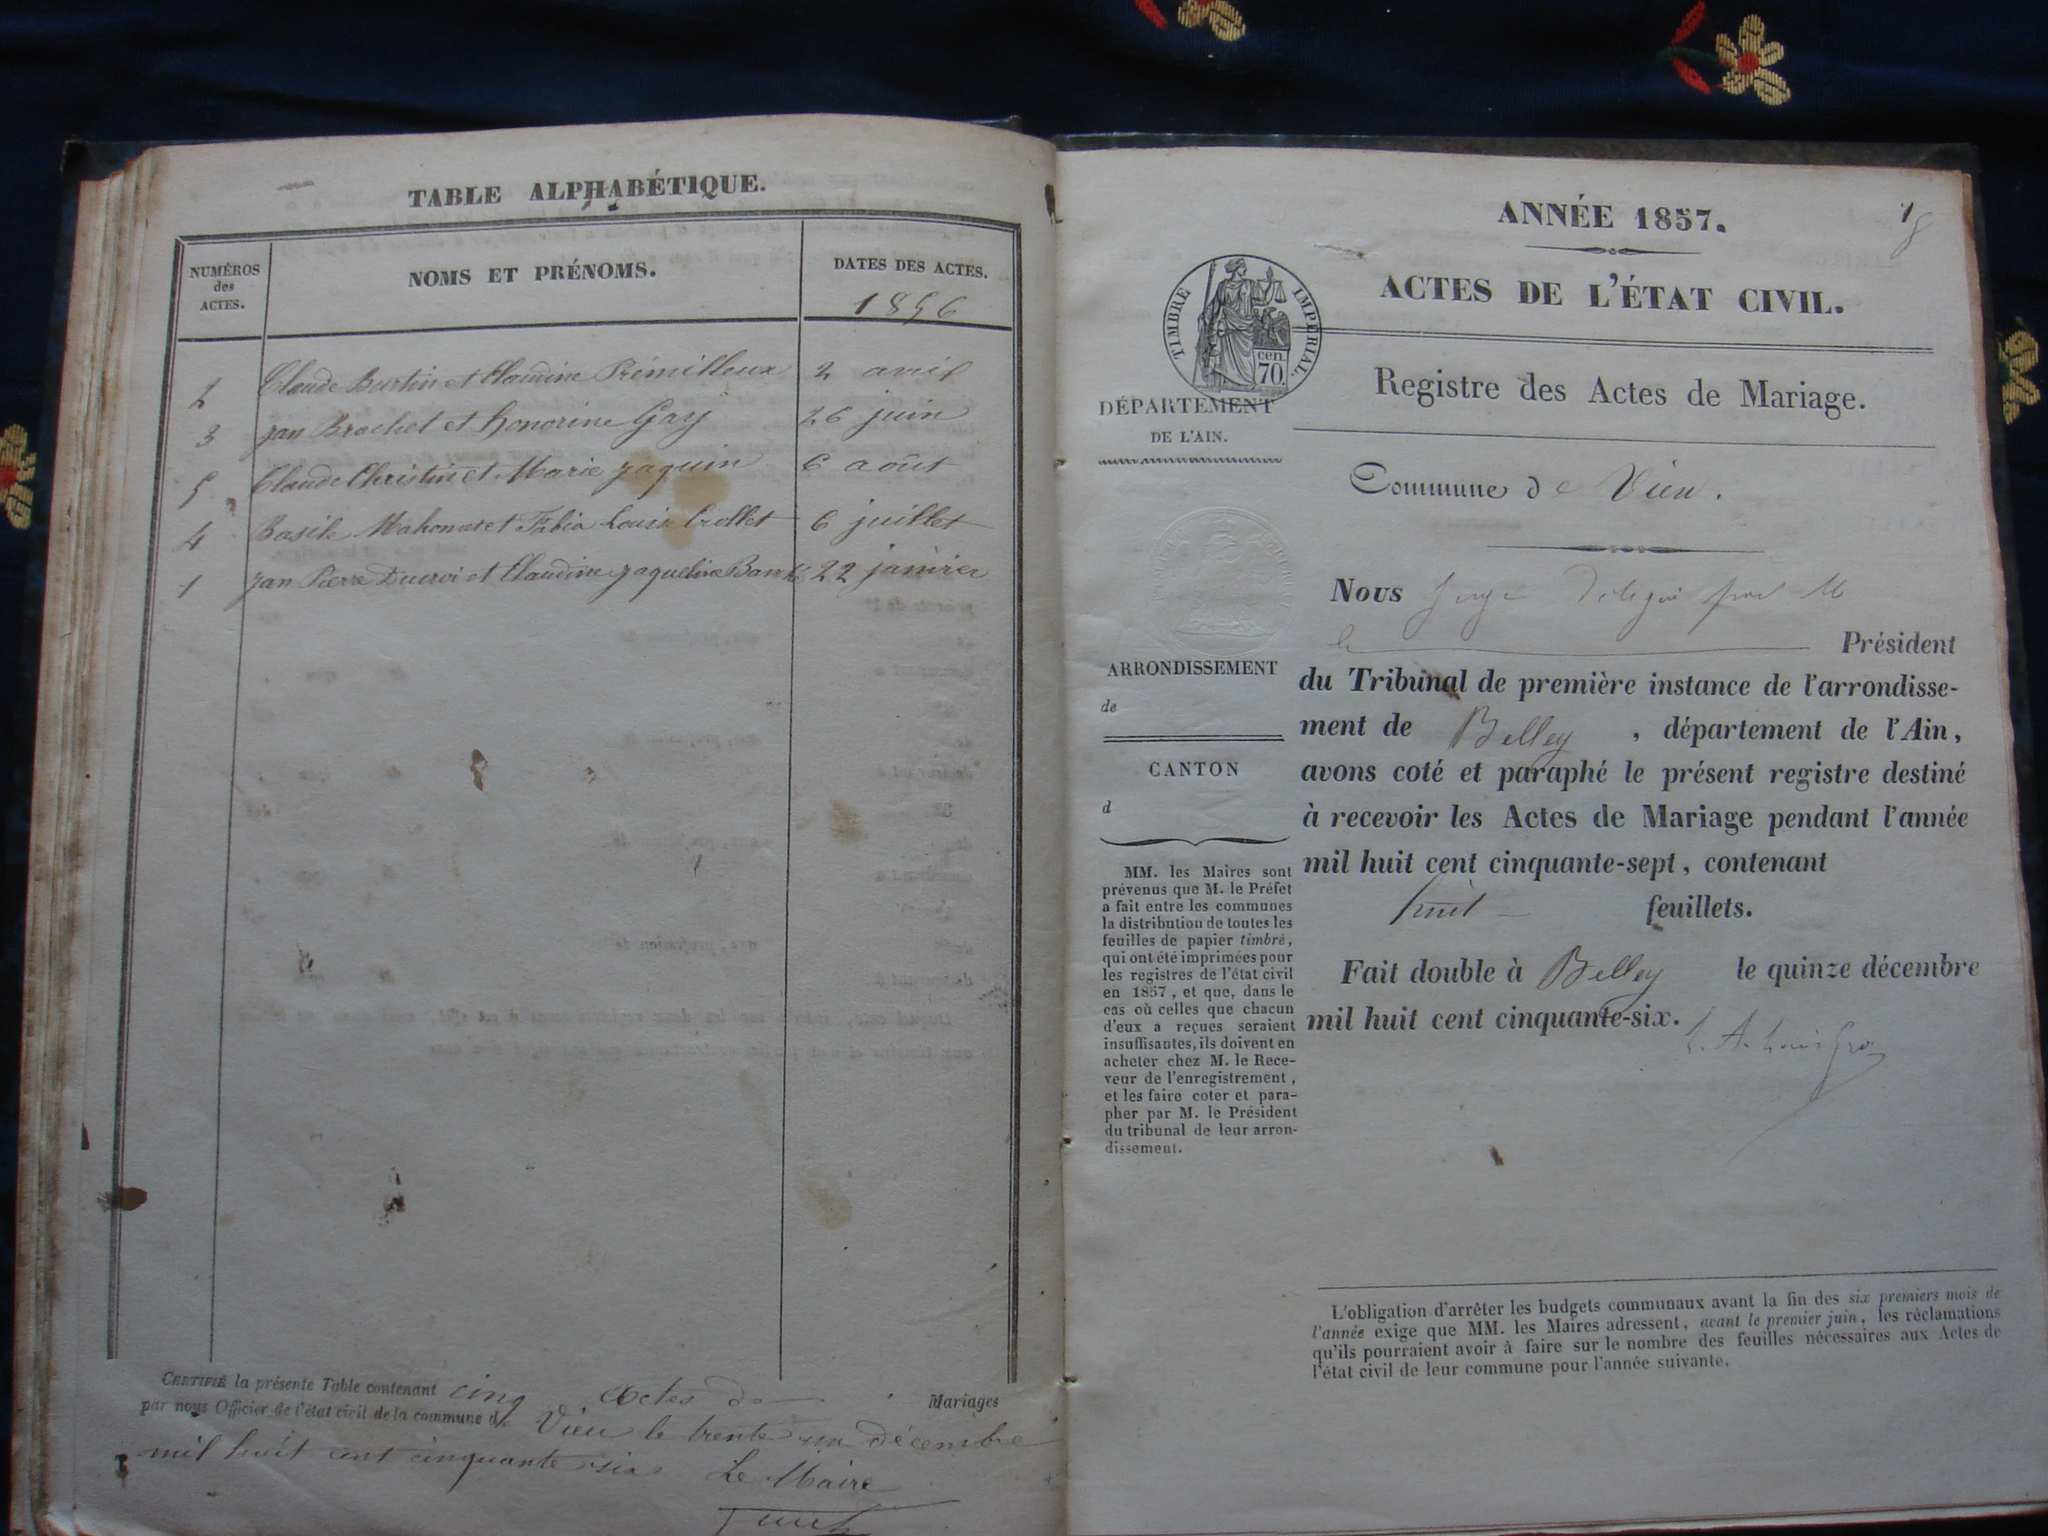 TABLE ALPHABÉTIQUE.
NUMÉROS
des
ACTES.
NOMS ET PRÉNOMS.
DATES DES ACTES.
1856
2 Claude Burtin et Claudine Prémilleux 2 avril
3 jan Brachet et honorine Gay 26 juin
5 Claude Christin et Marie jaquin 6 août
4 Basile et Fabia Louise Crollet 6 juillet
1 jan Pierre Ducroi et Claudine jaqueline 22 janvier
CERTIFIÉ la présente Table contenant cinq actes de Mariages
par nous Officier de l'état civil de la commune de Vieu le trente un décembre
mil huit cent cinquante six Le Maire
18
ANNÉE 1857.
ACTES DE L'ÉTAT CIVIL.
TIMBRE IMPÉRIAL.
70 cen.
Registre des Actes de Mariage.
DÉPARTEMENT
DE L'AIN.
Commune de Vieu.
Nous juge délégué par M
le Président
du Tribunal de première instance de l'arrondisse-
ment de Belley , département de l'Ain,
avons coté et paraphé le présent registre destiné
à recevoir les Actes de Mariage pendant l'année
mil huit cent cinquante-sept, contenant
huit feuillets.
Fait double à Belley le quinze décembre
mil huit cent cinquante-six.
ARRONDISSEMENT
de
CANTON
d
MM. les Maires sont
prévenus que M. le Préfet
a fait entre les communes
la distribution de toutes les
feuilles de papier timbré,
qui ont été imprimées pour
les registres de l'état civil
en 1857, et que, dans le
cas où celles que chacun
d'eux a reçues seraient
insuffisantes, ils doivent en
acheter chez M. le Rece-
veur de l'enregistrement,
et les faire coter et para-
pher par M. le Président
du tribunal de leur arron-
dissement.
L'obligation d'arrêter les budgets communaux avant la fin des six premiers mois de
l'année exige que MM. les Maires adressent, avant le premier juin, les réclamations
qu'ils pourraient avoir à faire sur le nombre des feuilles nécessaires aux Actes de
l'état civil de leur commune pour l'année suivante.